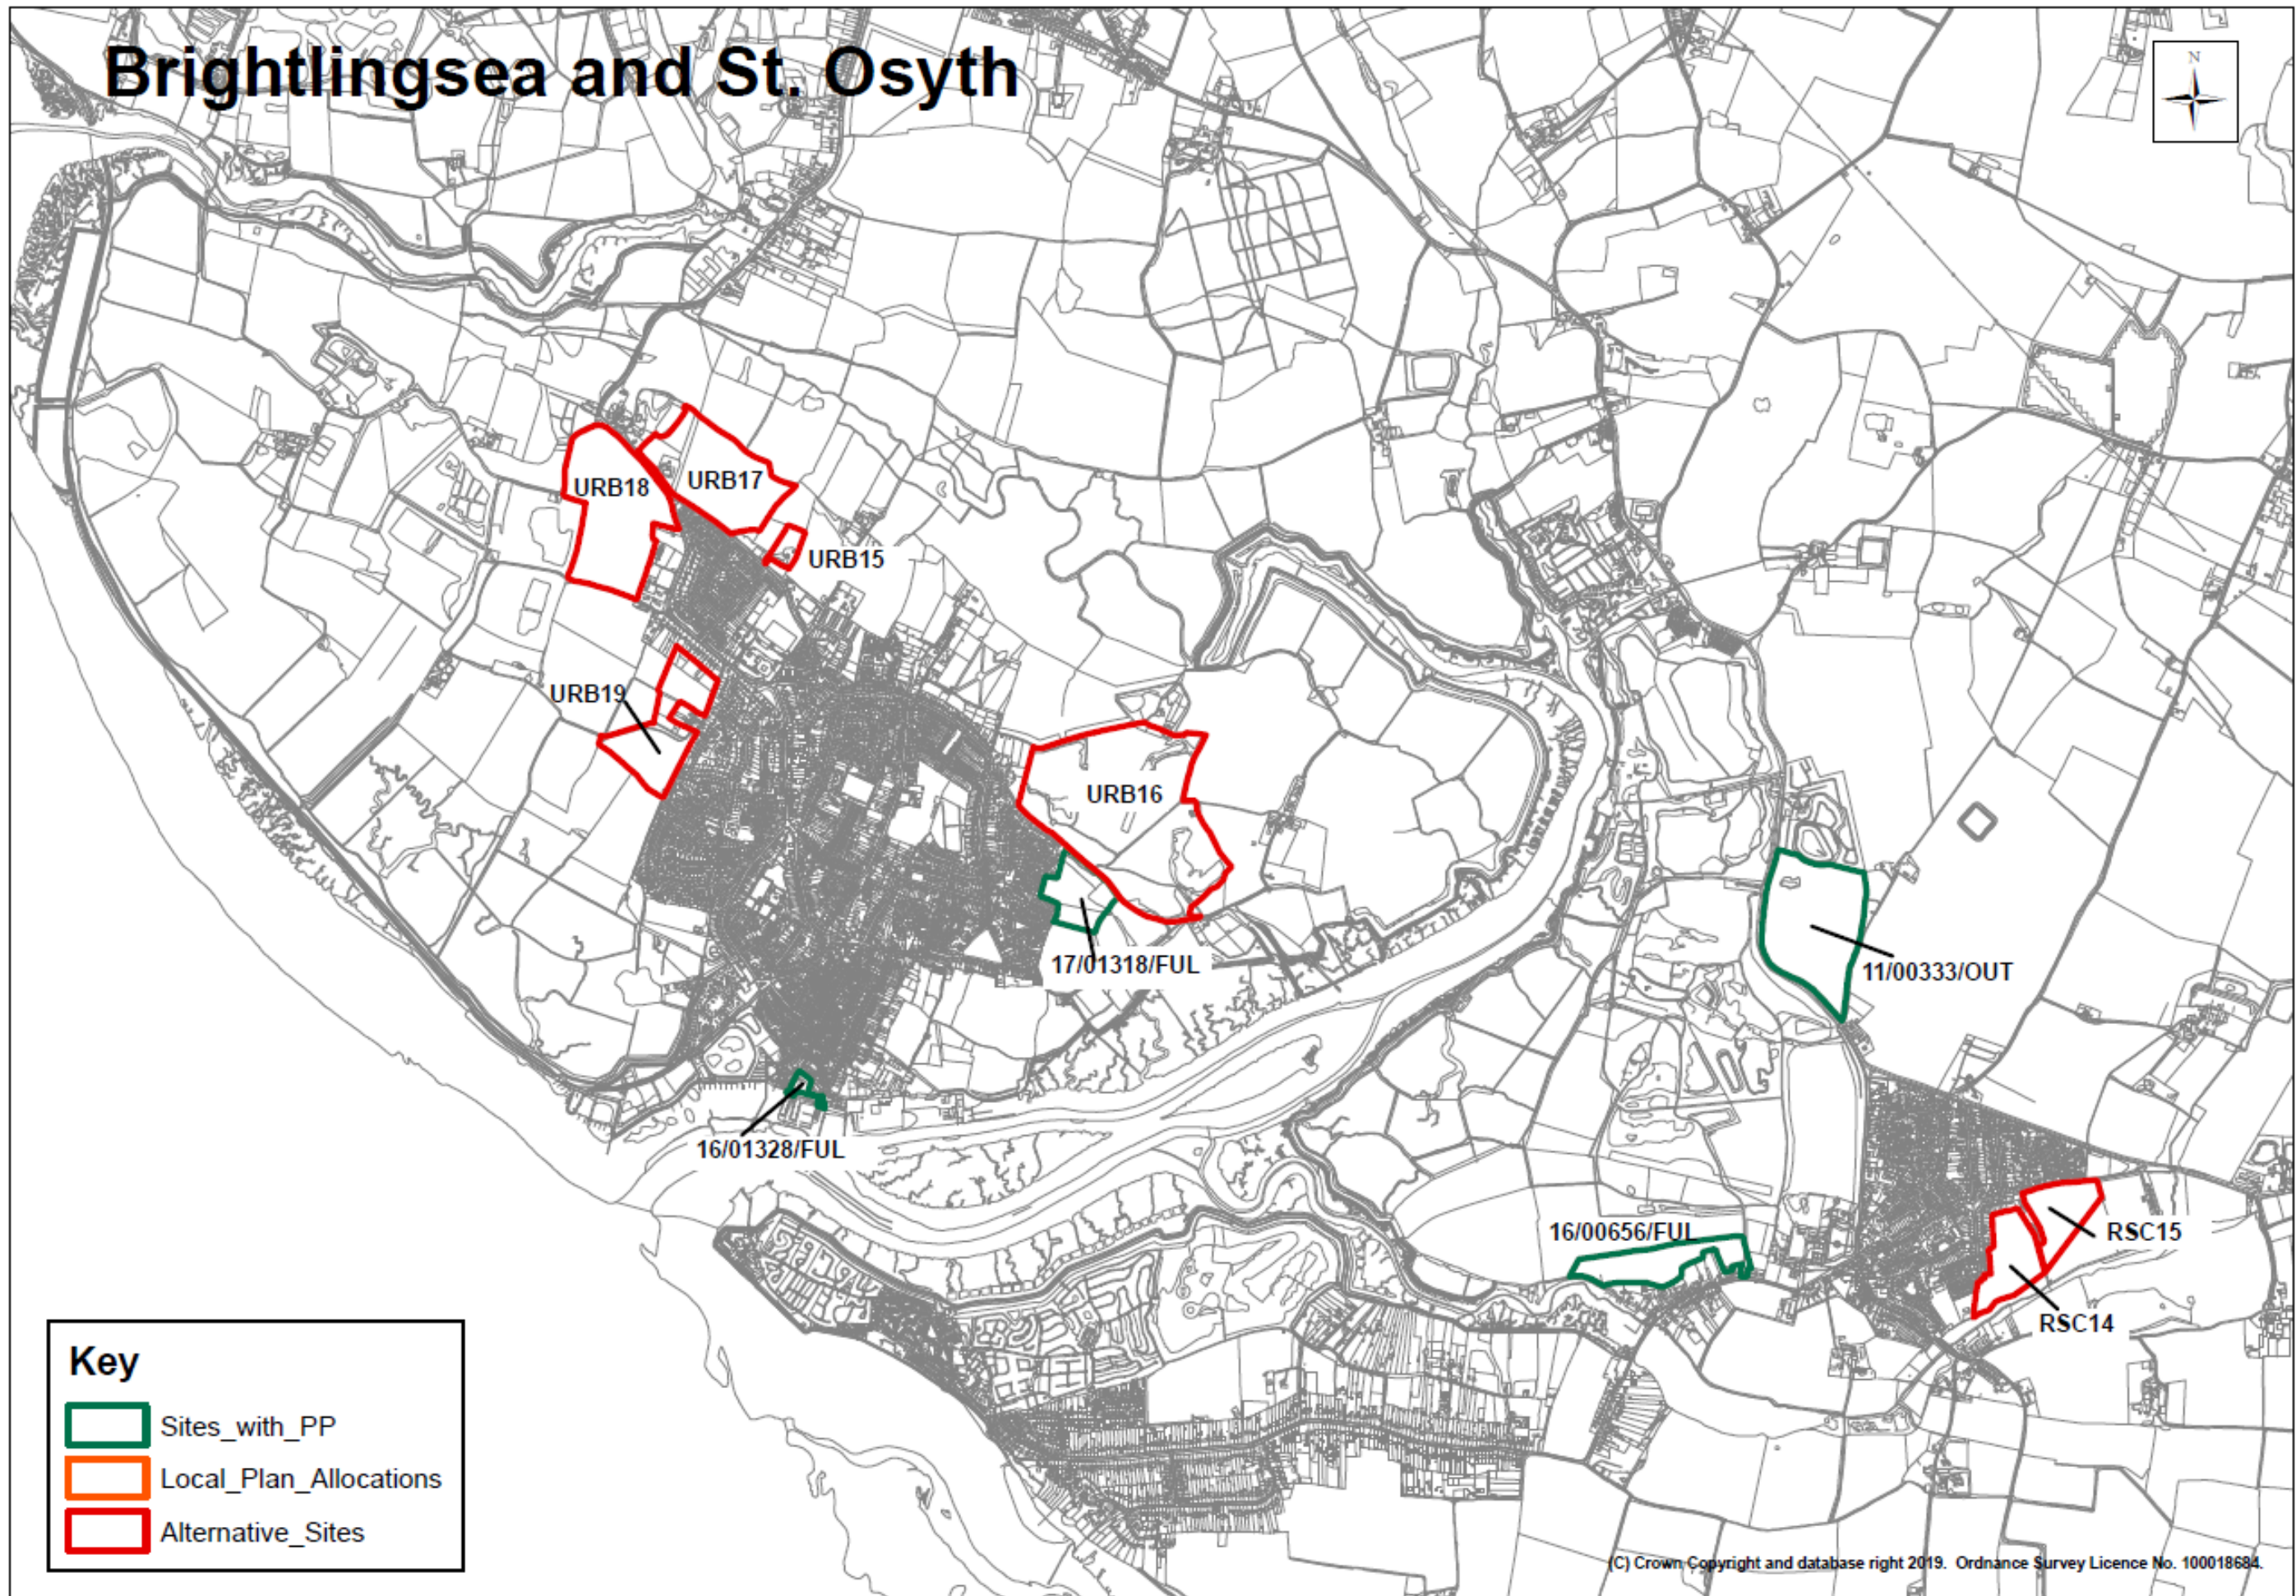 Brightlingsea and St. Osyth
N
URB17
URB18
URB15
URB19
URB16
17/01318/FUL
11/00333/OUT
16/01328/FUL
16/00656/FUL
RSC15
RSC14
Key
Sites_with_PP
Local_Plan_Allocations
Alternative_Sites
(C) Crown Copyright and database right 2019. Ordnance Survey Licence No. 100018684.